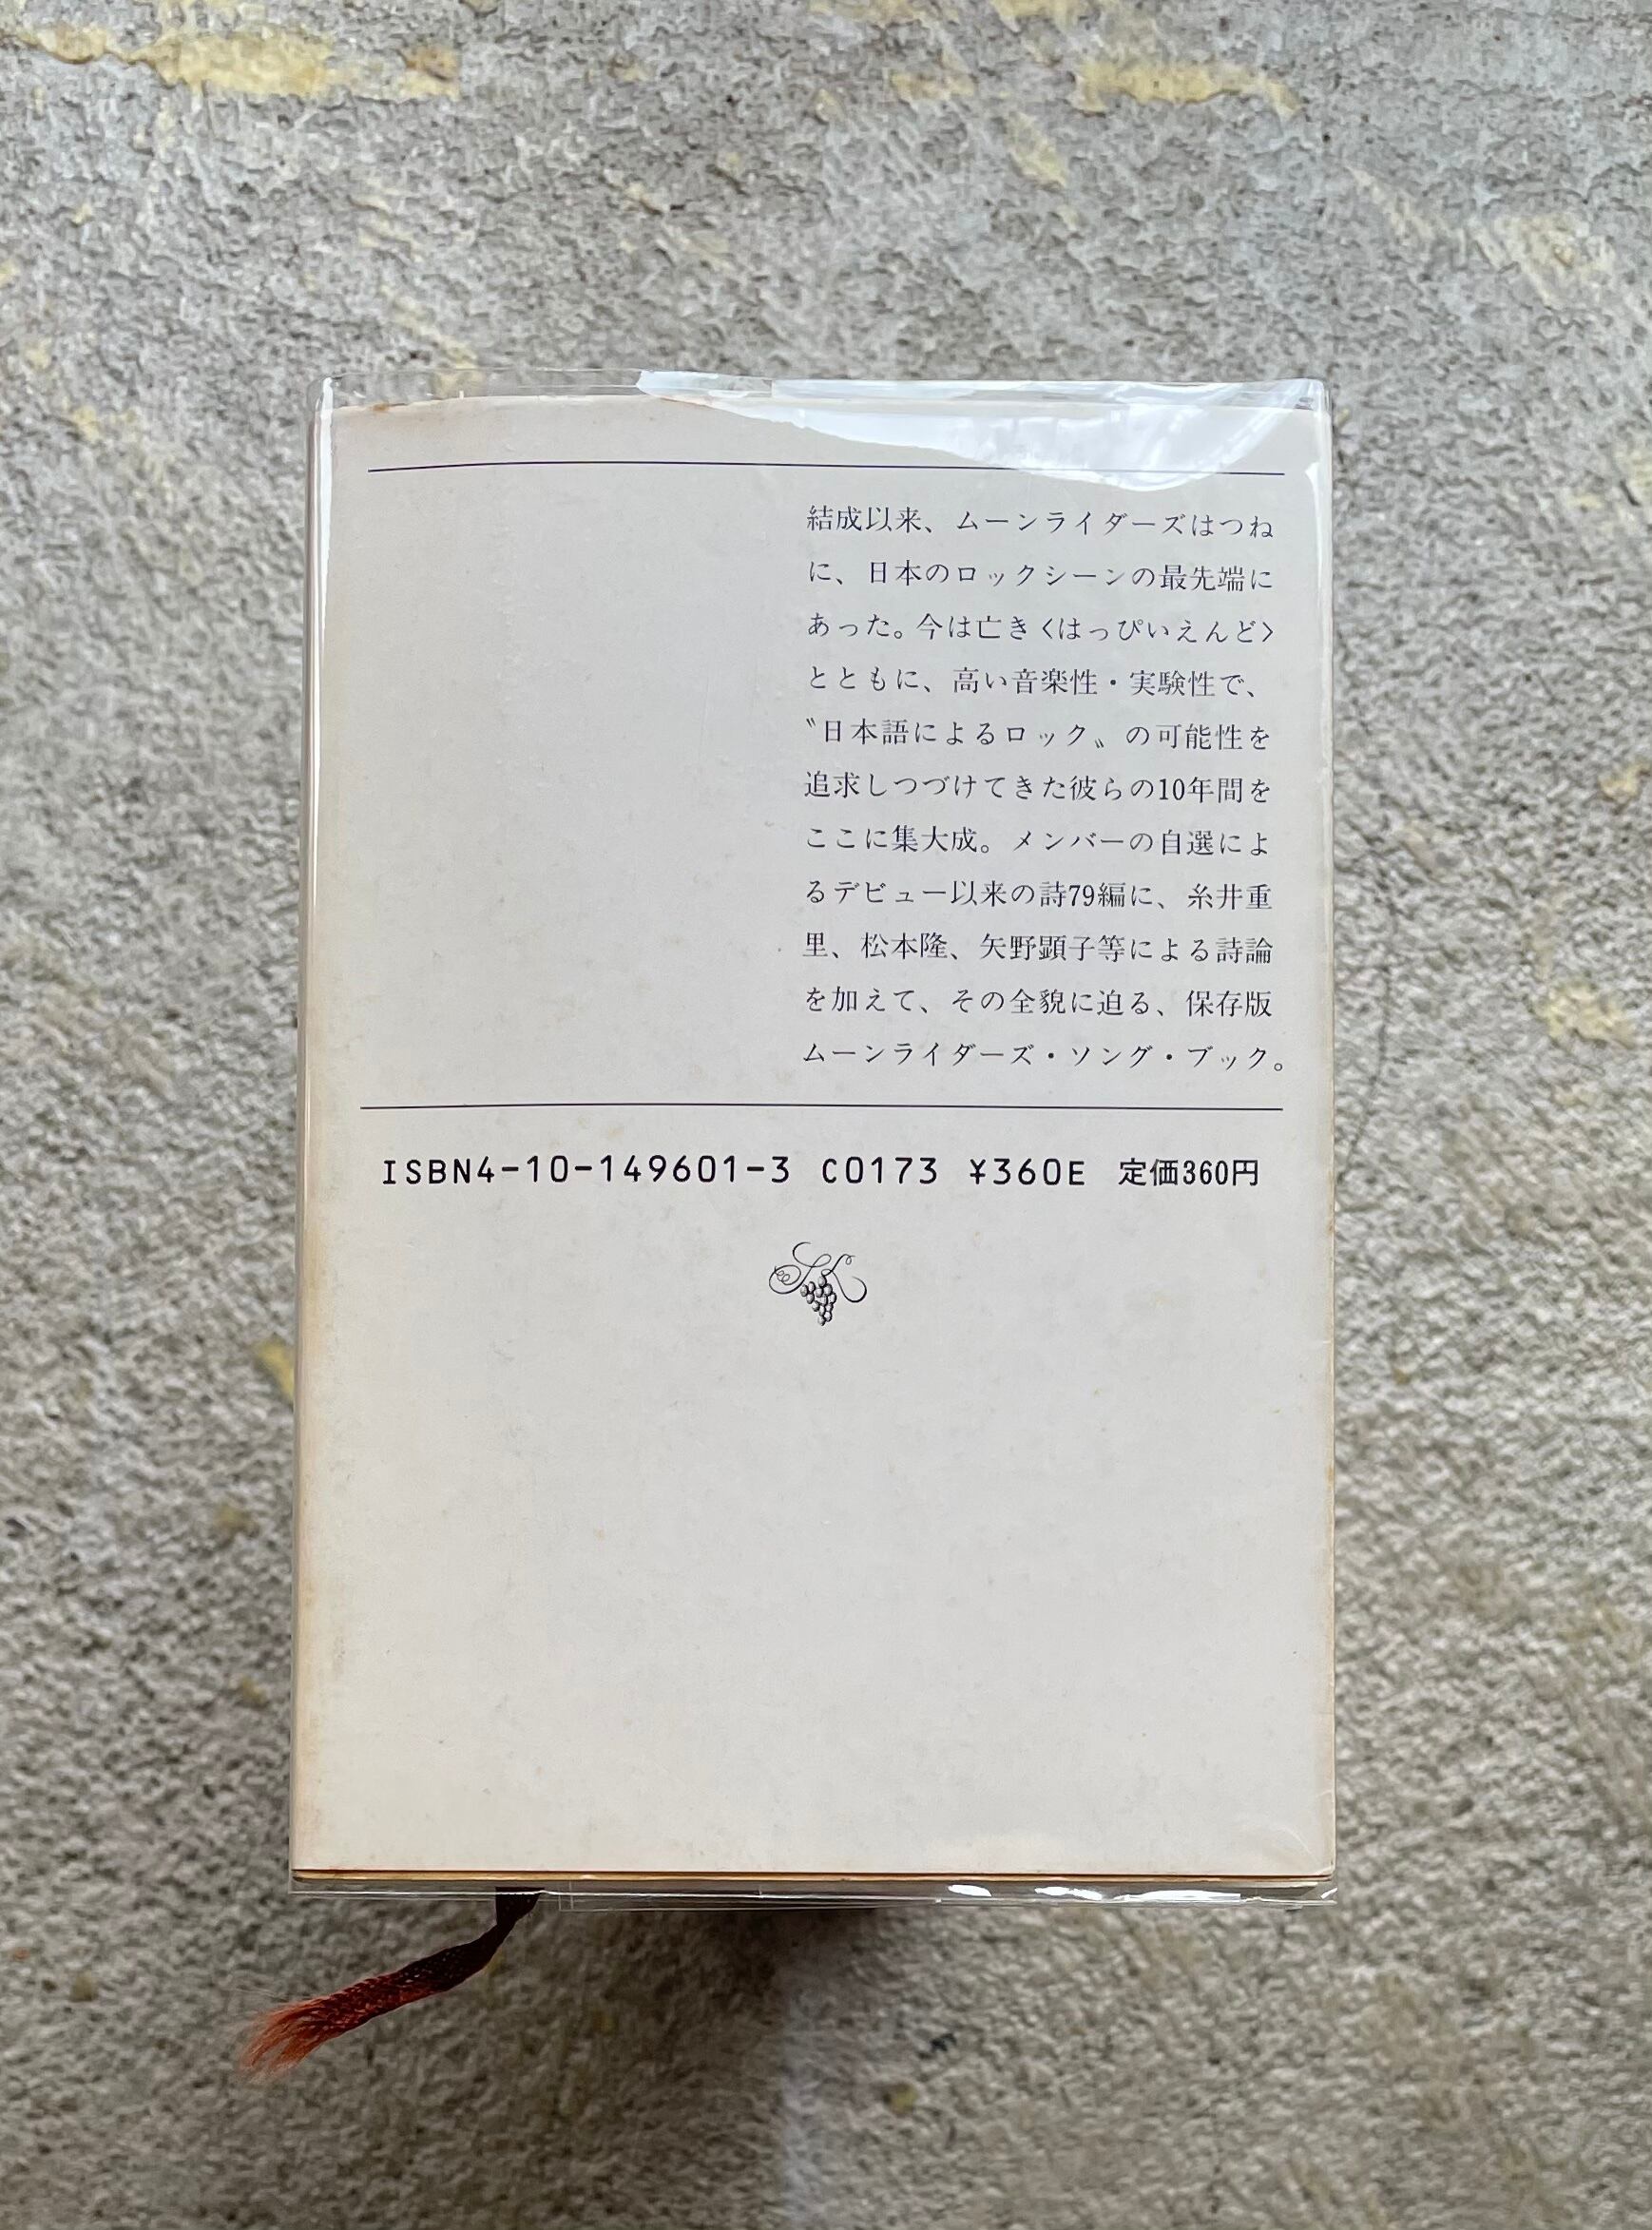 結成以来、ムーンライダーズはつね
に、日本のロックシーンの最先端に
あった。今は亡き〈はっぴいえんど〉
とともに、高い音楽性・実験性で、
〝日本語によるロック〟の可能性を
追求しつづけてきた彼らの10年間を
ここに集大成。メンバーの自選によ
るデビュー以来の詩79編に、糸井重
里、松本隆、矢野顕子等による詩論
を加えて、その全貌に迫る、保存版
ムーンライダーズ・ソング・ブック。
ISBN4-10-149601-3 C0173 ¥360E 定価360円